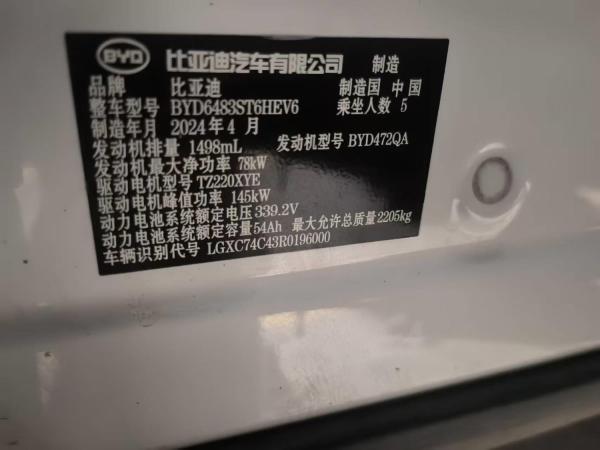 BYD 比亚迪汽车有限公司 制造
品牌 比亚迪 制造国 中国
整车型号 BYD6483ST6HEV6 乘坐人数 5
制造年月 2024年4月
发动机排量 1498mL 发动机型号 BYD472QA
发动机最大净功率 78kW
驱动电机型号 TZ220XYE
驱动电机峰值功率 145kW
动力电池系统额定电压 339.2V
动力电池系统额定容量 54Ah 最大允许总质量 2205kg
车辆识别代号 LGXC74C43R0196000